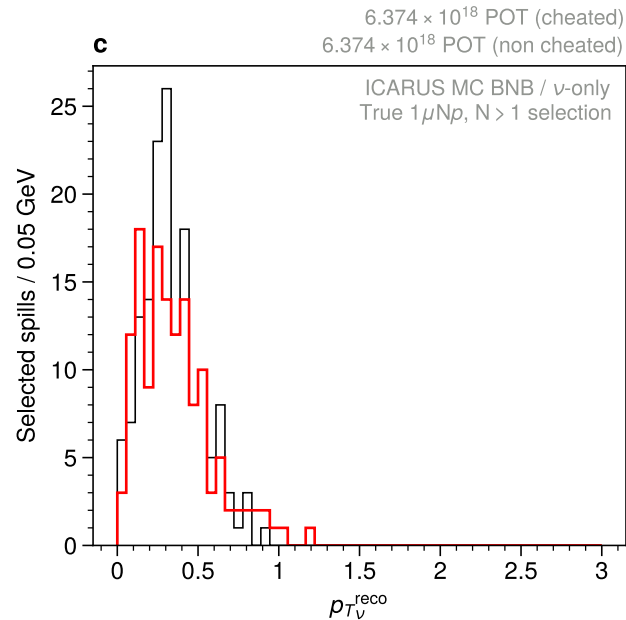 6.374 × 10¹⁸ POT (cheated)
c
6.374 × 10¹⁸ POT (non cheated)
ICARUS MC BNB / ν-only
True 1μNp, N > 1 selection
Selected spills / 0.05 GeV
25
20
15
10
5
0
0 0.5 1 1.5 2 2.5 3
p_{Tν}^{reco}